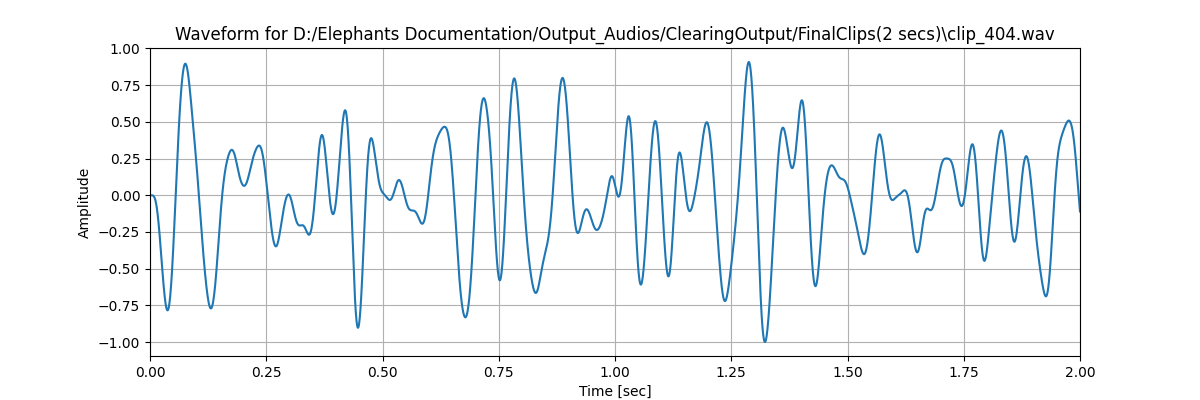 Waveform for D:/Elephants Documentation/Output_Audios/ClearingOutput/FinalClips(2 secs)\clip_404.wav
1.00
0.75
0.50
0.25
0.00
−0.25
−0.50
−0.75
−1.00
Amplitude
0.00 0.25 0.50 0.75 1.00 1.25 1.50 1.75 2.00
Time [sec]